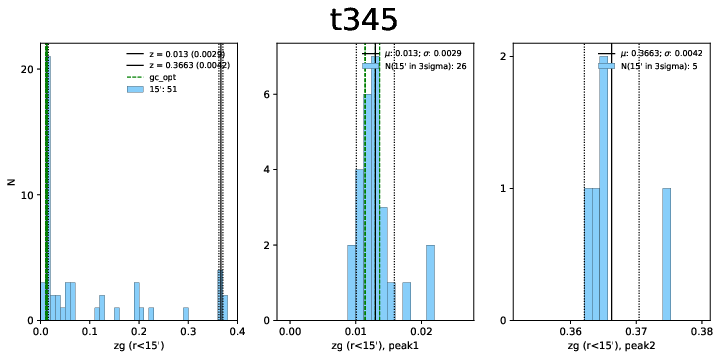 t345
z = 0.013 (0.0029)
z = 0.3663 (0.0042)
gc_opt
15': 51
μ: 0.013; σ: 0.0029
N(15' in 3sigma): 26
μ: 0.3663; σ: 0.0042
N(15' in 3sigma): 5
N
20
10
0
0.0 0.1 0.2 0.3 0.4
zg (r<15')
6
4
2
0
0.00 0.01 0.02
zg (r<15'), peak1
2
1
0
0.36 0.37 0.38
zg (r<15'), peak2